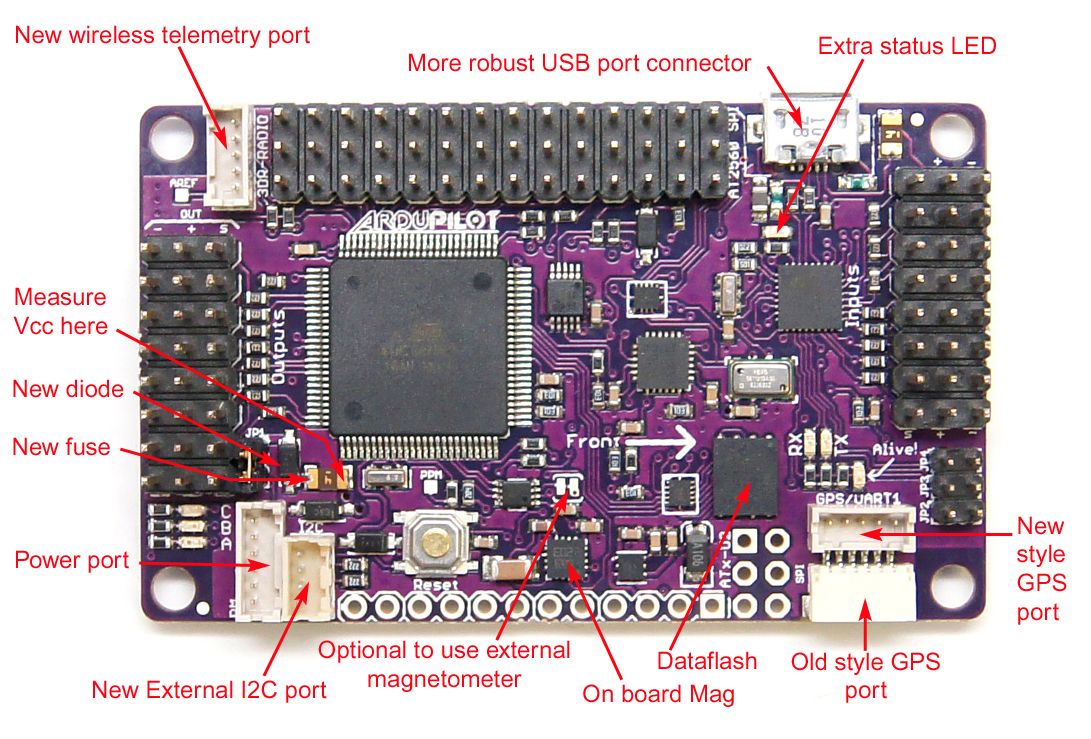 New wireless telemetry port
More robust USB port connector
Extra status LED
3DR-RADIO
AT2560 SPI
AREF
OUT
- + S
+ -
ARDUPILOT
Measure
Vcc here
Outputs
Inputs
New diode
New fuse
JP1
PPM
Front
RX
TX
Alive!
S + -
JP2 JP3 JP4
GPS/UART1
C
B
A
I2C
PM
Reset
ATx
SPI
Power port
New
style
GPS
port
New External I2C port
Optional to use external
magnetometer
On board Mag
Dataflash
Old style GPS
port